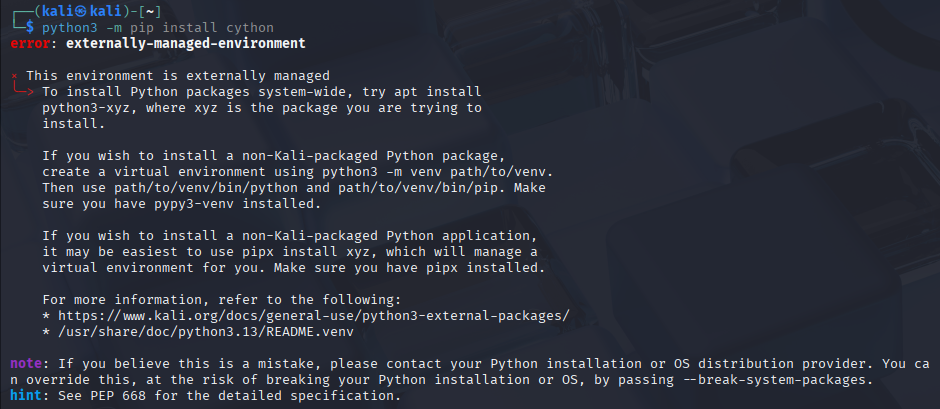 ┌──(kali㉿kali)-[~]
└─$ python3 -m pip install cython
error: externally-managed-environment

× This environment is externally managed
╰─> To install Python packages system-wide, try apt install
    python3-xyz, where xyz is the package you are trying to
    install.

    If you wish to install a non-Kali-packaged Python package,
    create a virtual environment using python3 -m venv path/to/venv.
    Then use path/to/venv/bin/python and path/to/venv/bin/pip. Make
    sure you have pypy3-venv installed.

    If you wish to install a non-Kali-packaged Python application,
    it may be easiest to use pipx install xyz, which will manage a
    virtual environment for you. Make sure you have pipx installed.

    For more information, refer to the following:
    * https://www.kali.org/docs/general-use/python3-external-packages/
    * /usr/share/doc/python3.13/README.venv

note: If you believe this is a mistake, please contact your Python installation or OS distribution provider. You ca
n override this, at the risk of breaking your Python installation or OS, by passing --break-system-packages.
hint: See PEP 668 for the detailed specification.